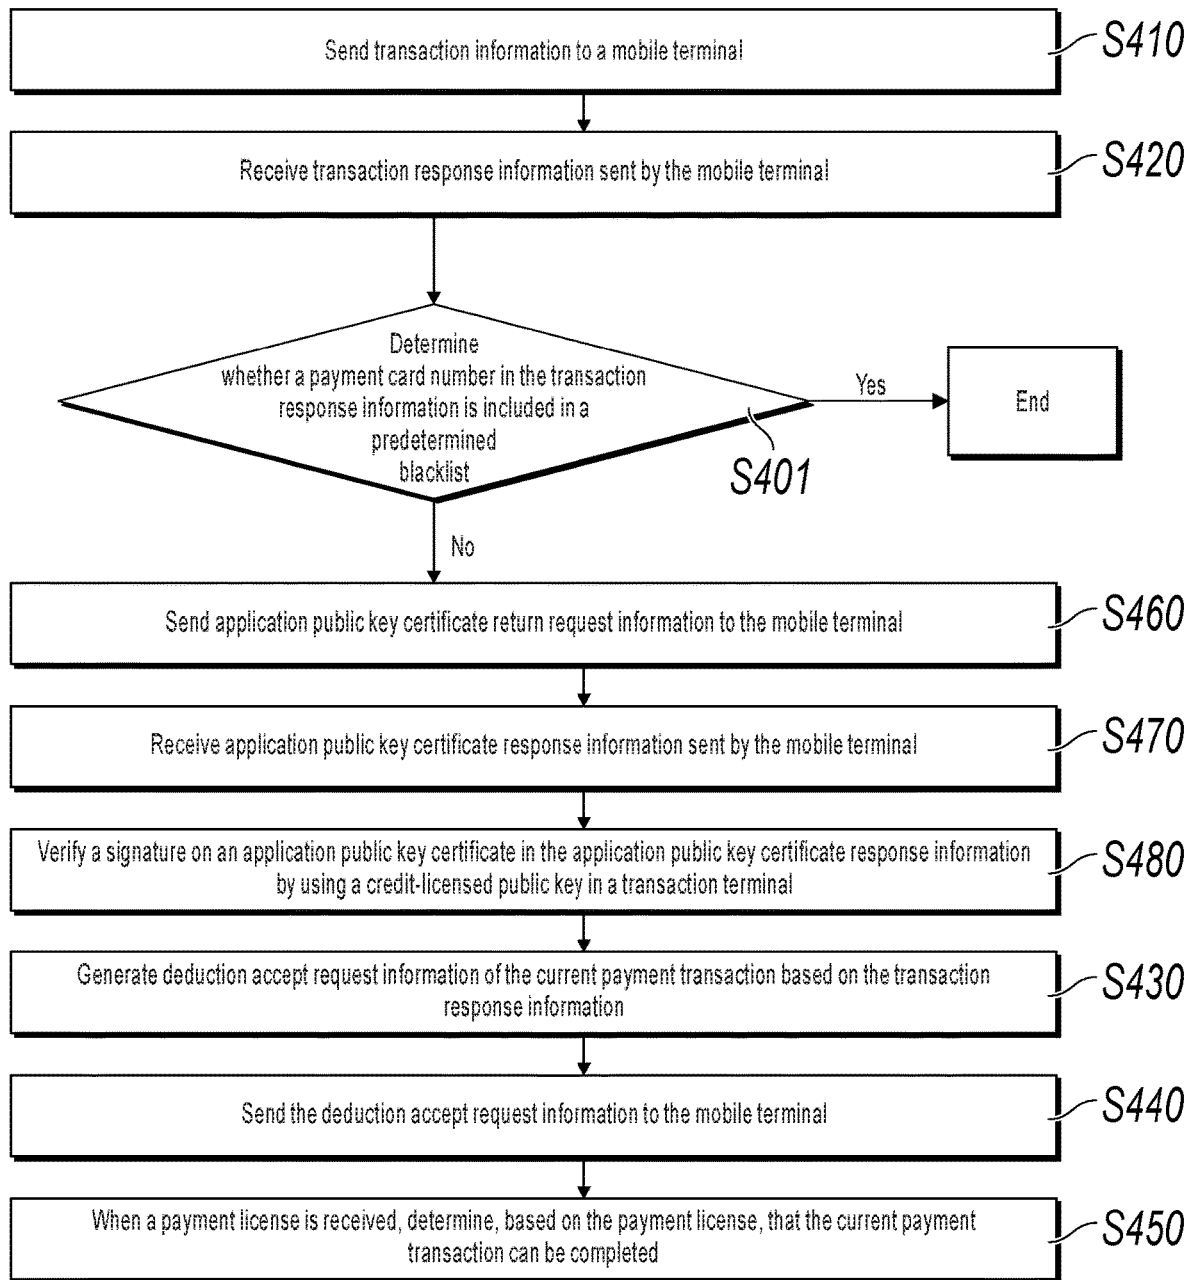 Send transaction information to a mobile terminal
S410
Receive transaction response information sent by the mobile terminal
S420
Determine
whether a payment card number in the transaction
response information is included in a
predetermined
blacklist
S401
Yes
End
No
Send application public key certificate return request information to the mobile terminal
S460
Receive application public key certificate response information sent by the mobile terminal
S470
Verify a signature on an application public key certificate in the application public key certificate response information
by using a credit-licensed public key in a transaction terminal
S480
Generate deduction accept request information of the current payment transaction based on the transaction
response information
S430
Send the deduction accept request information to the mobile terminal
S440
When a payment license is received, determine, based on the payment license, that the current payment
transaction can be completed
S450